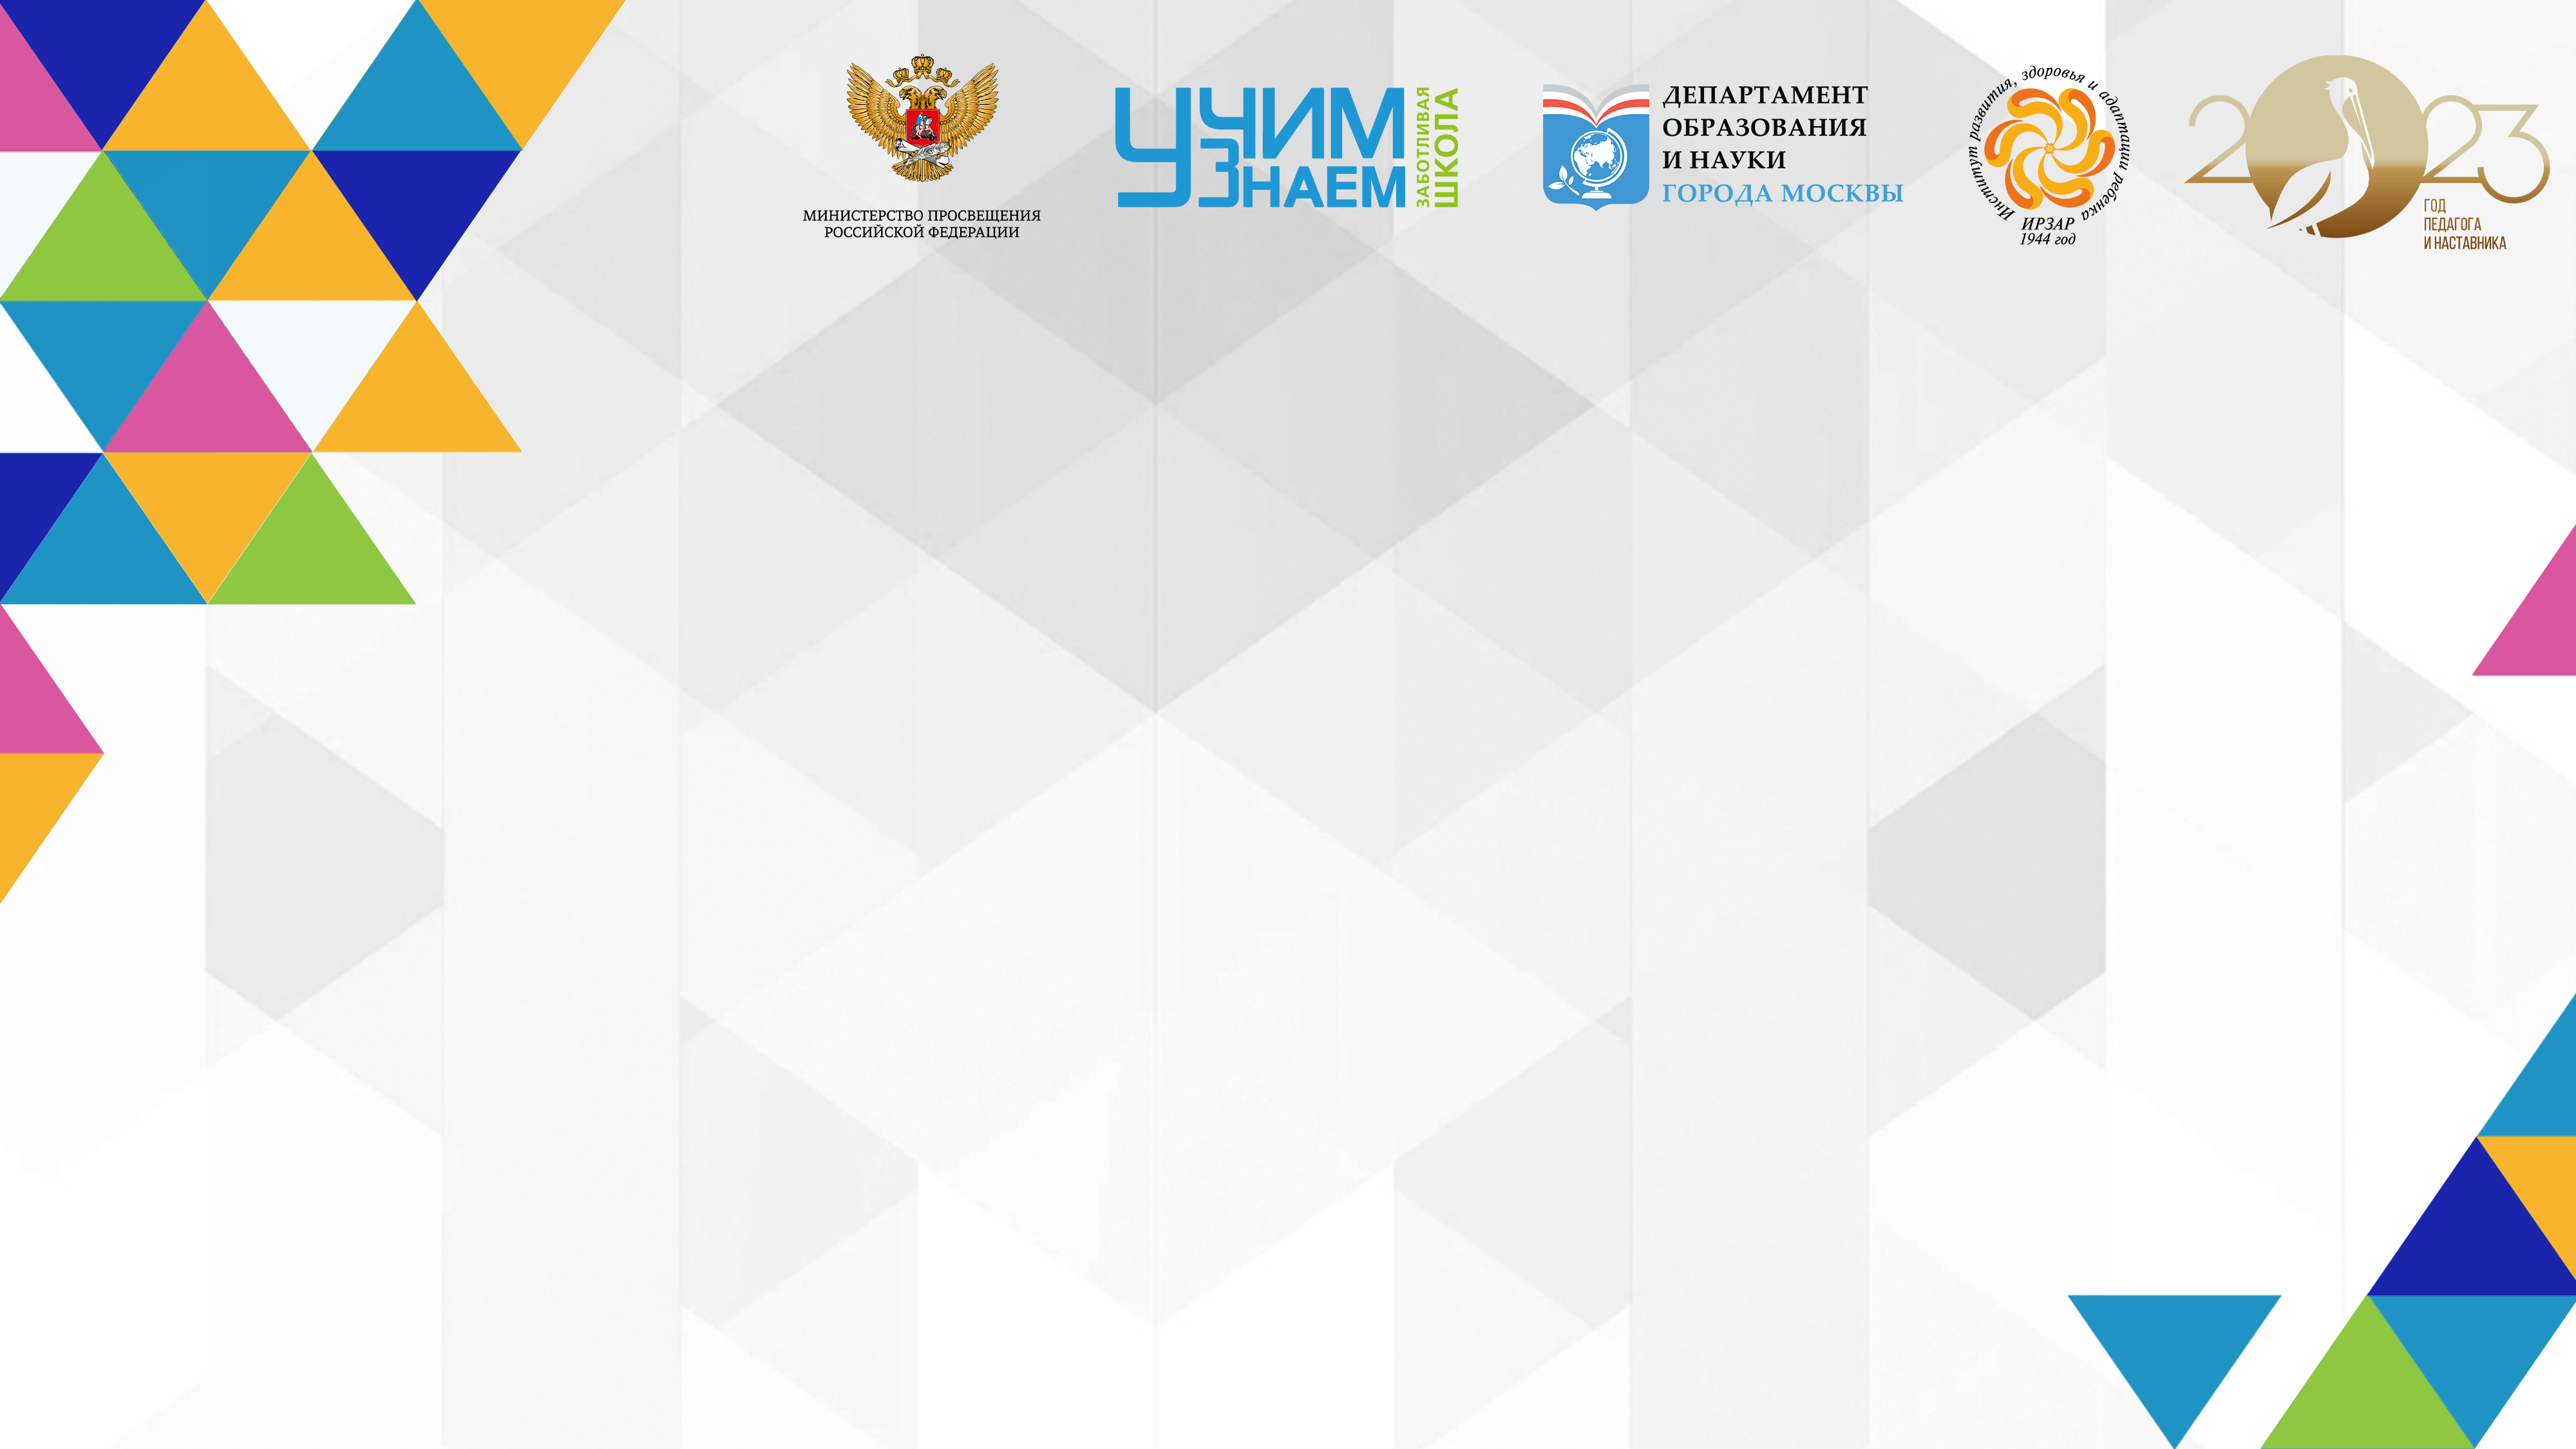 МИНИСТЕРСТВО ПРОСВЕЩЕНИЯ
РОССИЙСКОЙ ФЕДЕРАЦИИ
УЧИМ
ЗНАЕМ
ЗАБОТЛИВАЯ
ШКОЛА
ДЕПАРТАМЕНТ
ОБРАЗОВАНИЯ
И НАУКИ
ГОРОДА МОСКВЫ
Институт развития, здоровья и адаптации ребенка
ИРЗАР
1944 год
2023
ГОД
ПЕДАГОГА
И НАСТАВНИКА